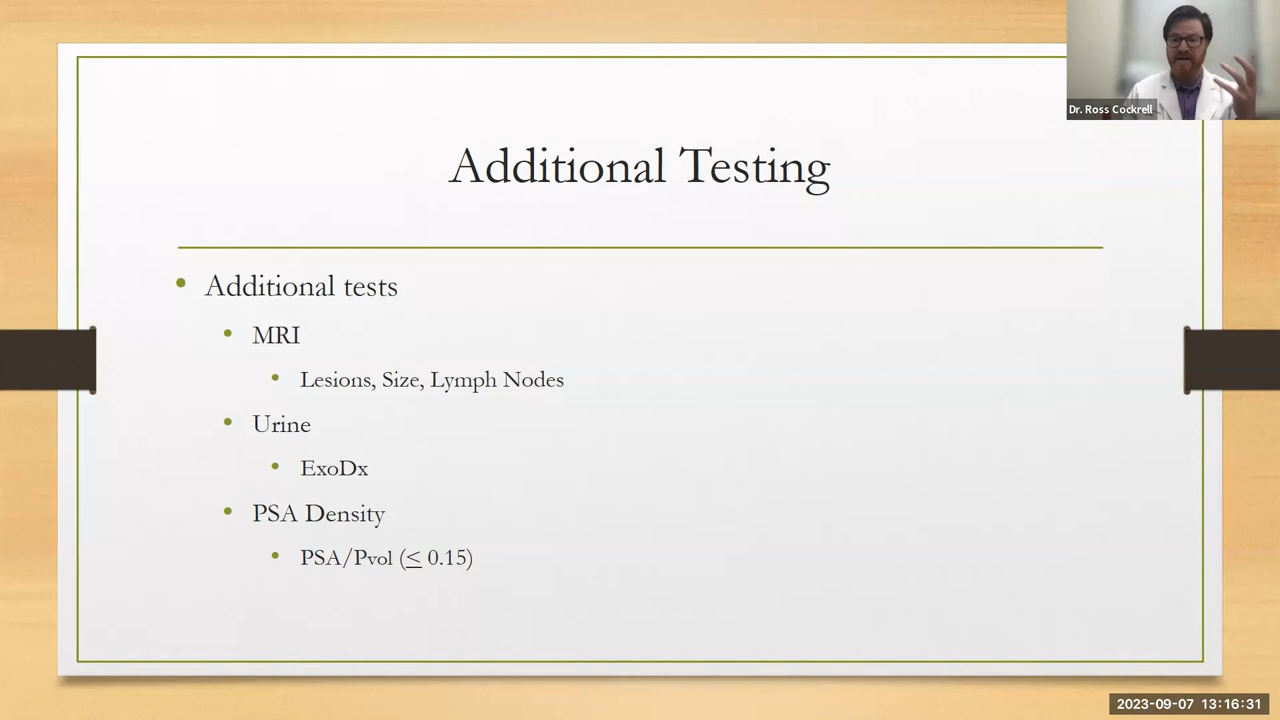 Dr. Ross Cockrell
Additional Testing
• Additional tests
• MRI
• Lesions, Size, Lymph Nodes
• Urine
• ExoDx
• PSA Density
• PSA/Pvol (≤ 0.15)
2023-09-07 13:16:31